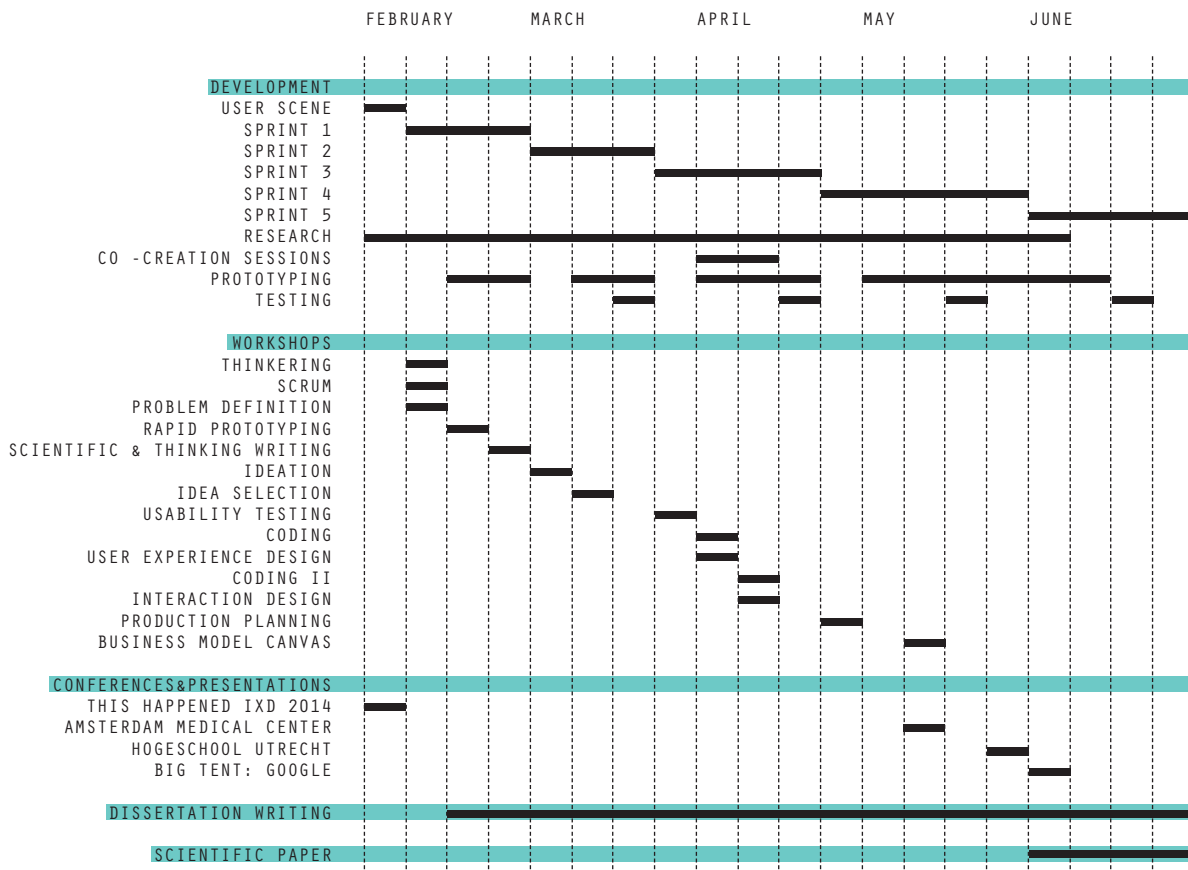 FEBRUARY MARCH APRIL MAY JUNE
DEVELOPMENT
USER SCENE
SPRINT 1
SPRINT 2
SPRINT 3
SPRINT 4
SPRINT 5
RESEARCH
CO -CREATION SESSIONS
PROTOTYPING
TESTING
WORKSHOPS
THINKERING
SCRUM
PROBLEM DEFINITION
RAPID PROTOTYPING
SCIENTIFIC & THINKING WRITING
IDEATION
IDEA SELECTION
USABILITY TESTING
CODING
USER EXPERIENCE DESIGN
CODING II
INTERACTION DESIGN
PRODUCTION PLANNING
BUSINESS MODEL CANVAS
CONFERENCES&PRESENTATIONS
THIS HAPPENED IXD 2014
AMSTERDAM MEDICAL CENTER
HOGESCHOOL UTRECHT
BIG TENT: GOOGLE
DISSERTATION WRITING
SCIENTIFIC PAPER